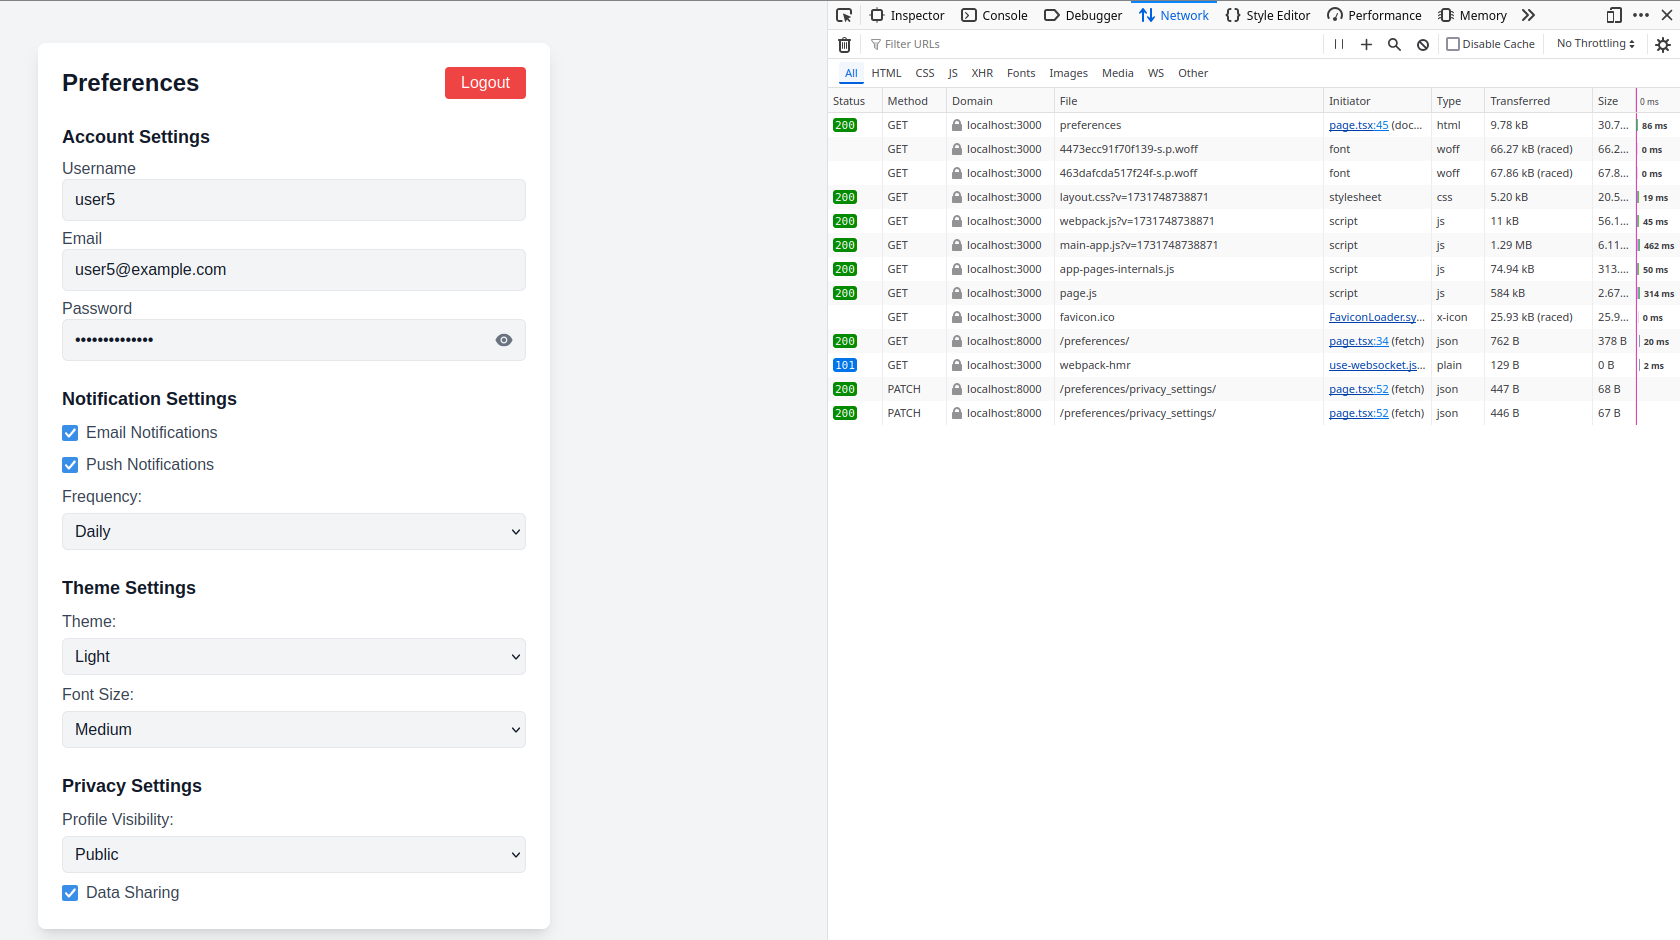 Preferences
Logout
Account Settings
Username
user5
Email
user5@example.com
Password
••••••••••••••
Notification Settings
Email Notifications
Push Notifications
Frequency:
Daily
Theme Settings
Theme:
Light
Font Size:
Medium
Privacy Settings
Profile Visibility:
Public
Data Sharing
Inspector Console Debugger Network Style Editor Performance Memory
Filter URLs Disable Cache No Throttling
All HTML CSS JS XHR Fonts Images Media WS Other
Status Method Domain File Initiator Type Transferred Size 0 ms
200 GET localhost:3000 preferences page.tsx:45 (doc... html 9.78 kB 30.7... 86 ms
GET localhost:3000 4473ecc91f70f139-s.p.woff font woff 66.27 kB (raced) 66.2... 0 ms
GET localhost:3000 463dafcda517f24f-s.p.woff font woff 67.86 kB (raced) 67.8... 0 ms
200 GET localhost:3000 layout.css?v=1731748738871 stylesheet css 5.20 kB 20.5... 19 ms
200 GET localhost:3000 webpack.js?v=1731748738871 script js 11 kB 56.1... 45 ms
200 GET localhost:3000 main-app.js?v=1731748738871 script js 1.29 MB 6.11... 462 ms
200 GET localhost:3000 app-pages-internals.js script js 74.94 kB 313.... 50 ms
200 GET localhost:3000 page.js script js 584 kB 2.67... 314 ms
GET localhost:3000 favicon.ico FaviconLoader.sy... x-icon 25.93 kB (raced) 25.9... 0 ms
200 GET localhost:8000 /preferences/ page.tsx:34 (fetch) json 762 B 378 B 20 ms
101 GET localhost:3000 webpack-hmr use-websocket.js... plain 129 B 0 B 2 ms
200 PATCH localhost:8000 /preferences/privacy_settings/ page.tsx:52 (fetch) json 447 B 68 B
200 PATCH localhost:8000 /preferences/privacy_settings/ page.tsx:52 (fetch) json 446 B 67 B